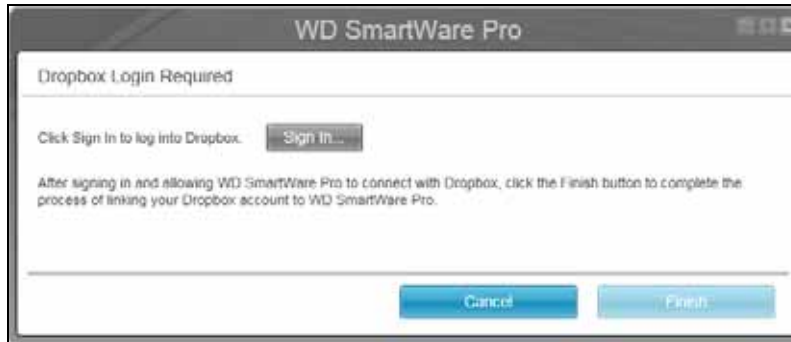 WD SmartWare Pro
Dropbox Login Required
Click Sign In to log into Dropbox. Sign In...
After signing in and allowing WD SmartWare Pro to connect with Dropbox, click the Finish button to complete the
process of linking your Dropbox account to WD SmartWare Pro.
Cancel Finish